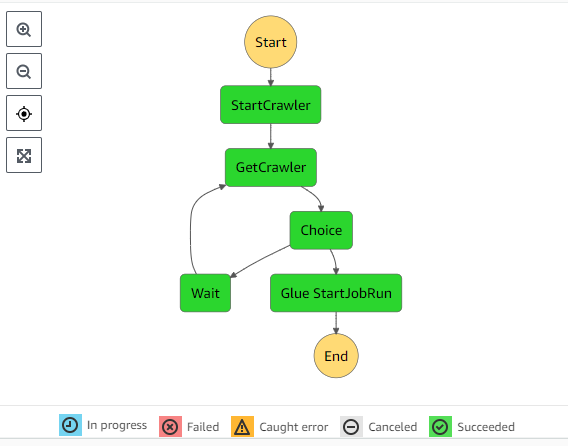 Start
StartCrawler
GetCrawler
Choice
Wait
Glue StartJobRun
End
In progress
Failed
Caught error
Canceled
Succeeded